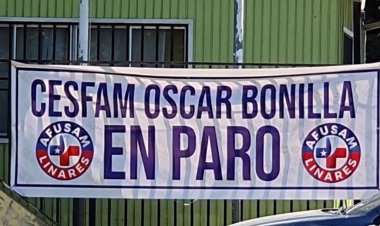 CESFAM OSCAR BONILLA
EN PARO
AFUSAM
LINARES
AFUSAM
LINARES